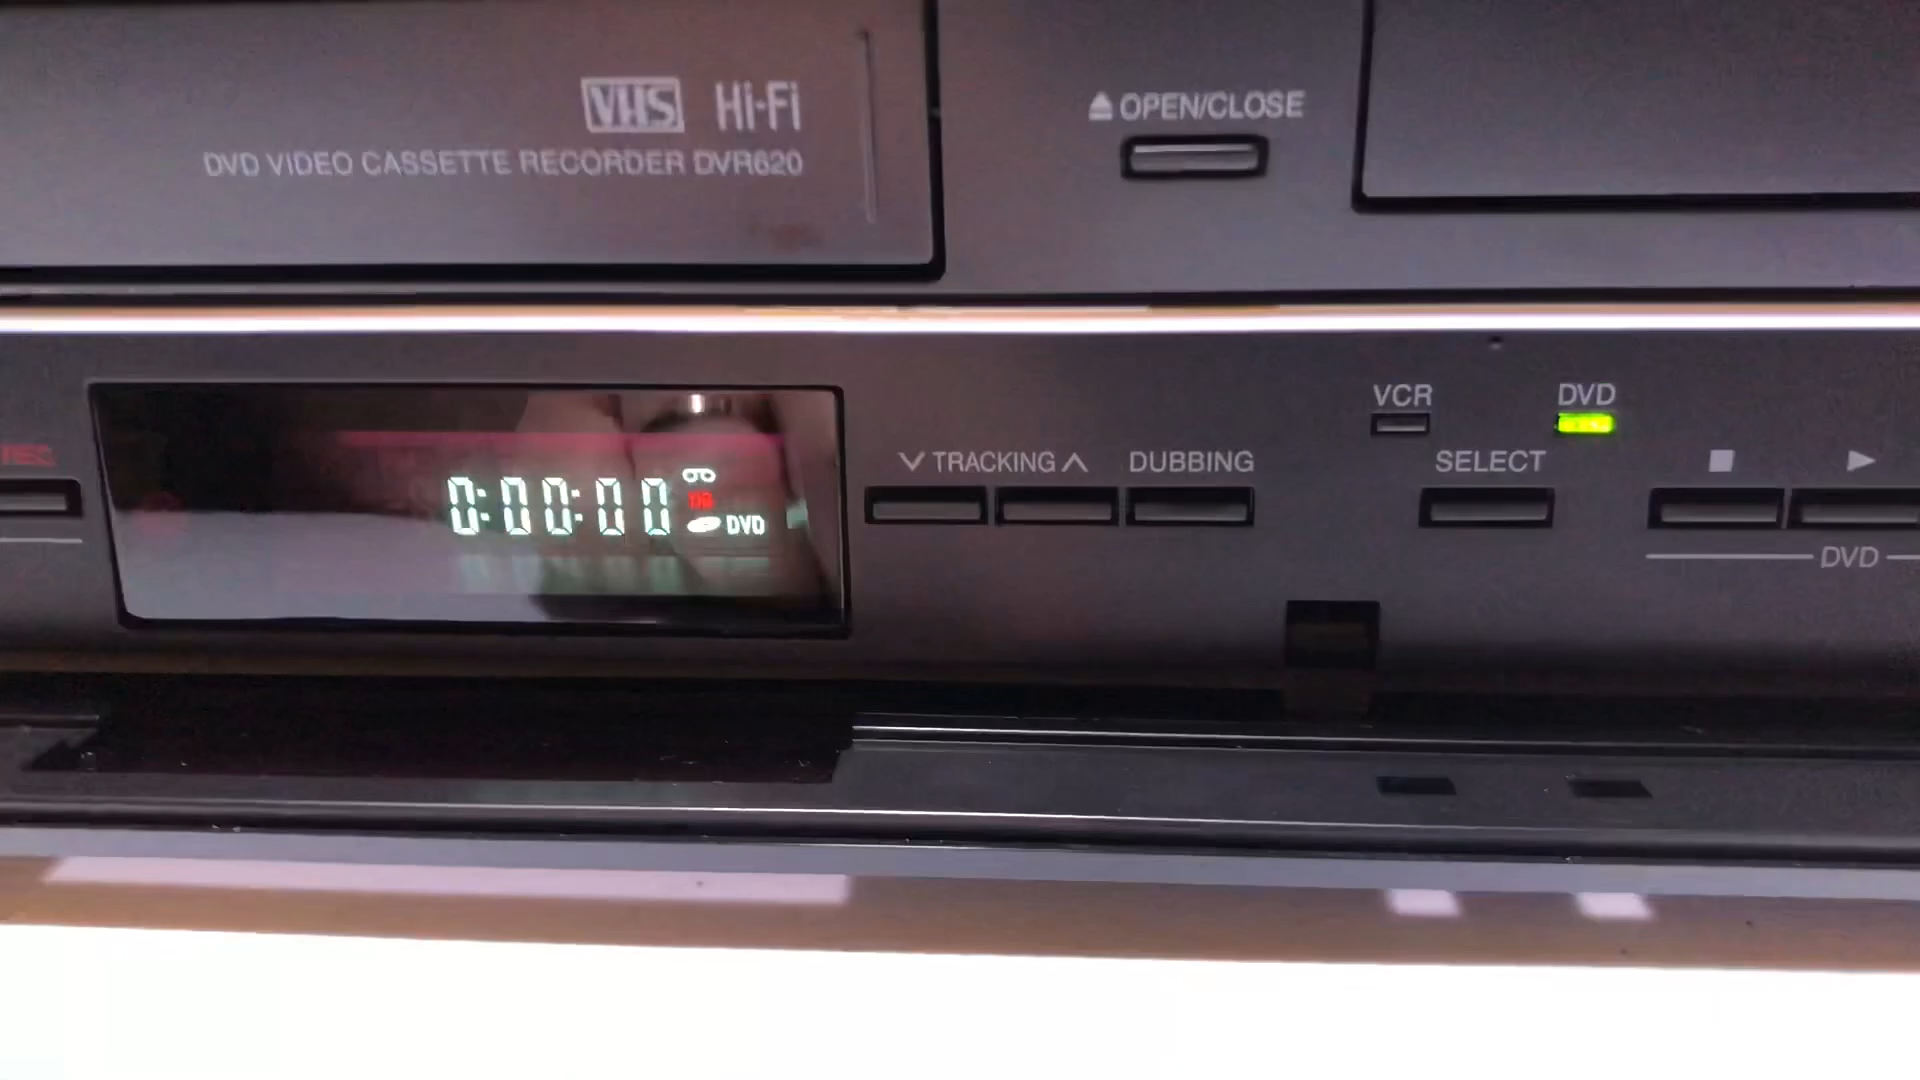 VHS Hi-Fi
DVD VIDEO CASSETTE RECORDER DVR620
OPEN/CLOSE
REC
0:00:00
DVD
TRACKING
DUBBING
VCR
DVD
SELECT
DVD